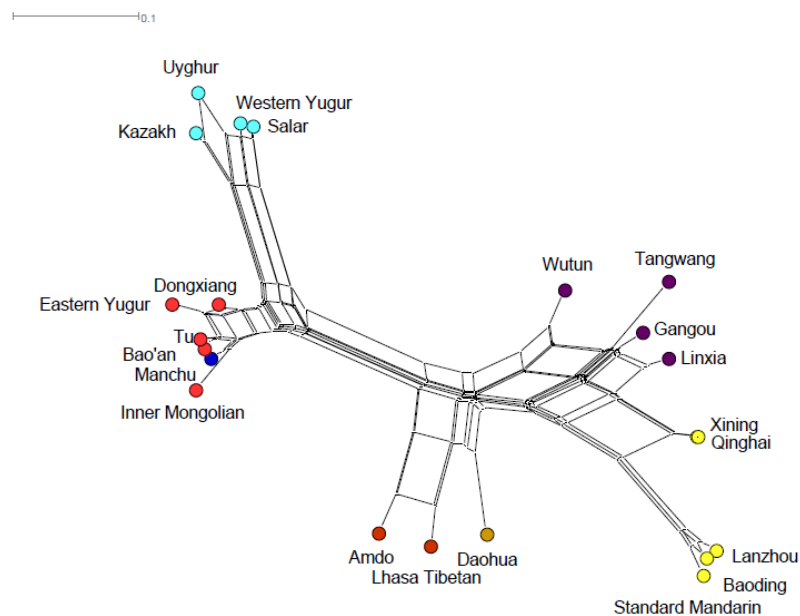 0.1
Uyghur
Western Yugur
Kazakh
Salar
Wutun
Tangwang
Dongxiang
Eastern Yugur
Gangou
Tu
Bao'an
Linxia
Manchu
Inner Mongolian
Xining
Qinghai
Amdo
Daohua
Lanzhou
Lhasa Tibetan
Baoding
Standard Mandarin